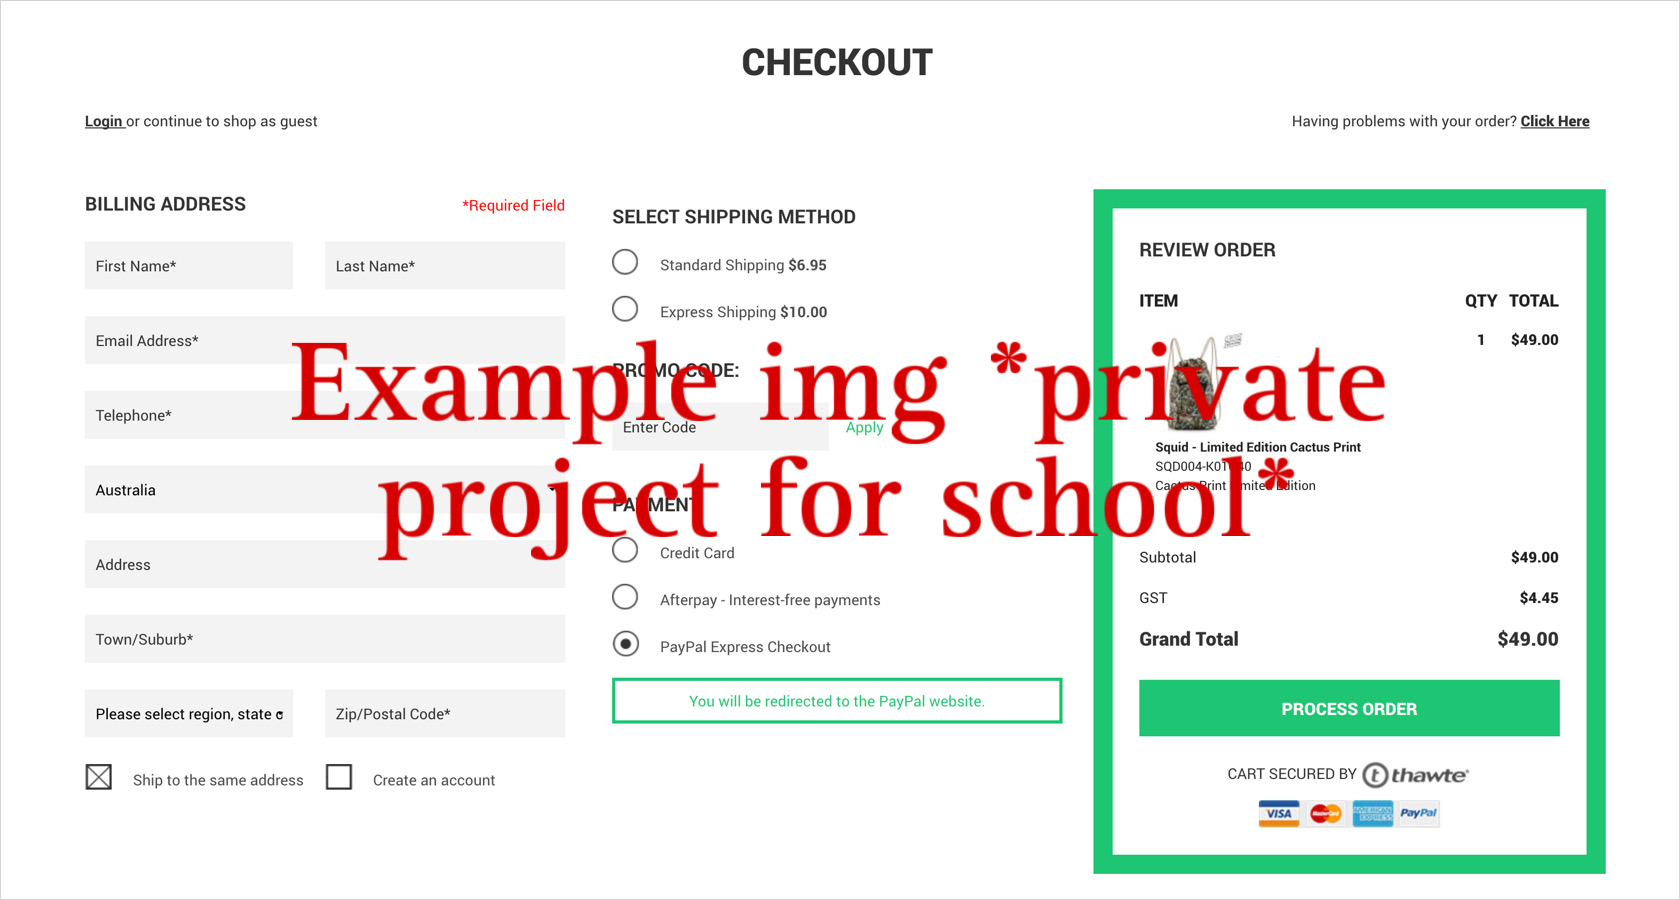 CHECKOUT
Login or continue to shop as guest
Having problems with your order? Click Here
BILLING ADDRESS
*Required Field
First Name*
Last Name*
Email Address*
Telephone*
Australia
Address
Town/Suburb*
Please select region, state
Zip/Postal Code*
Ship to the same address
Create an account
SELECT SHIPPING METHOD
Standard Shipping $6.95
Express Shipping $10.00
PROMO CODE:
Enter Code
Apply
PAYMENT
Credit Card
Afterpay - Interest-free payments
PayPal Express Checkout
You will be redirected to the PayPal website.
Example img *private
project for school*
REVIEW ORDER
ITEM QTY TOTAL
1 $49.00
Squid - Limited Edition Cactus Print
Cactus Print Limited Edition
Subtotal $49.00
GST $4.45
Grand Total $49.00
PROCESS ORDER
CART SECURED BY thawte
VISA MasterCard AMERICAN EXPRESS PayPal